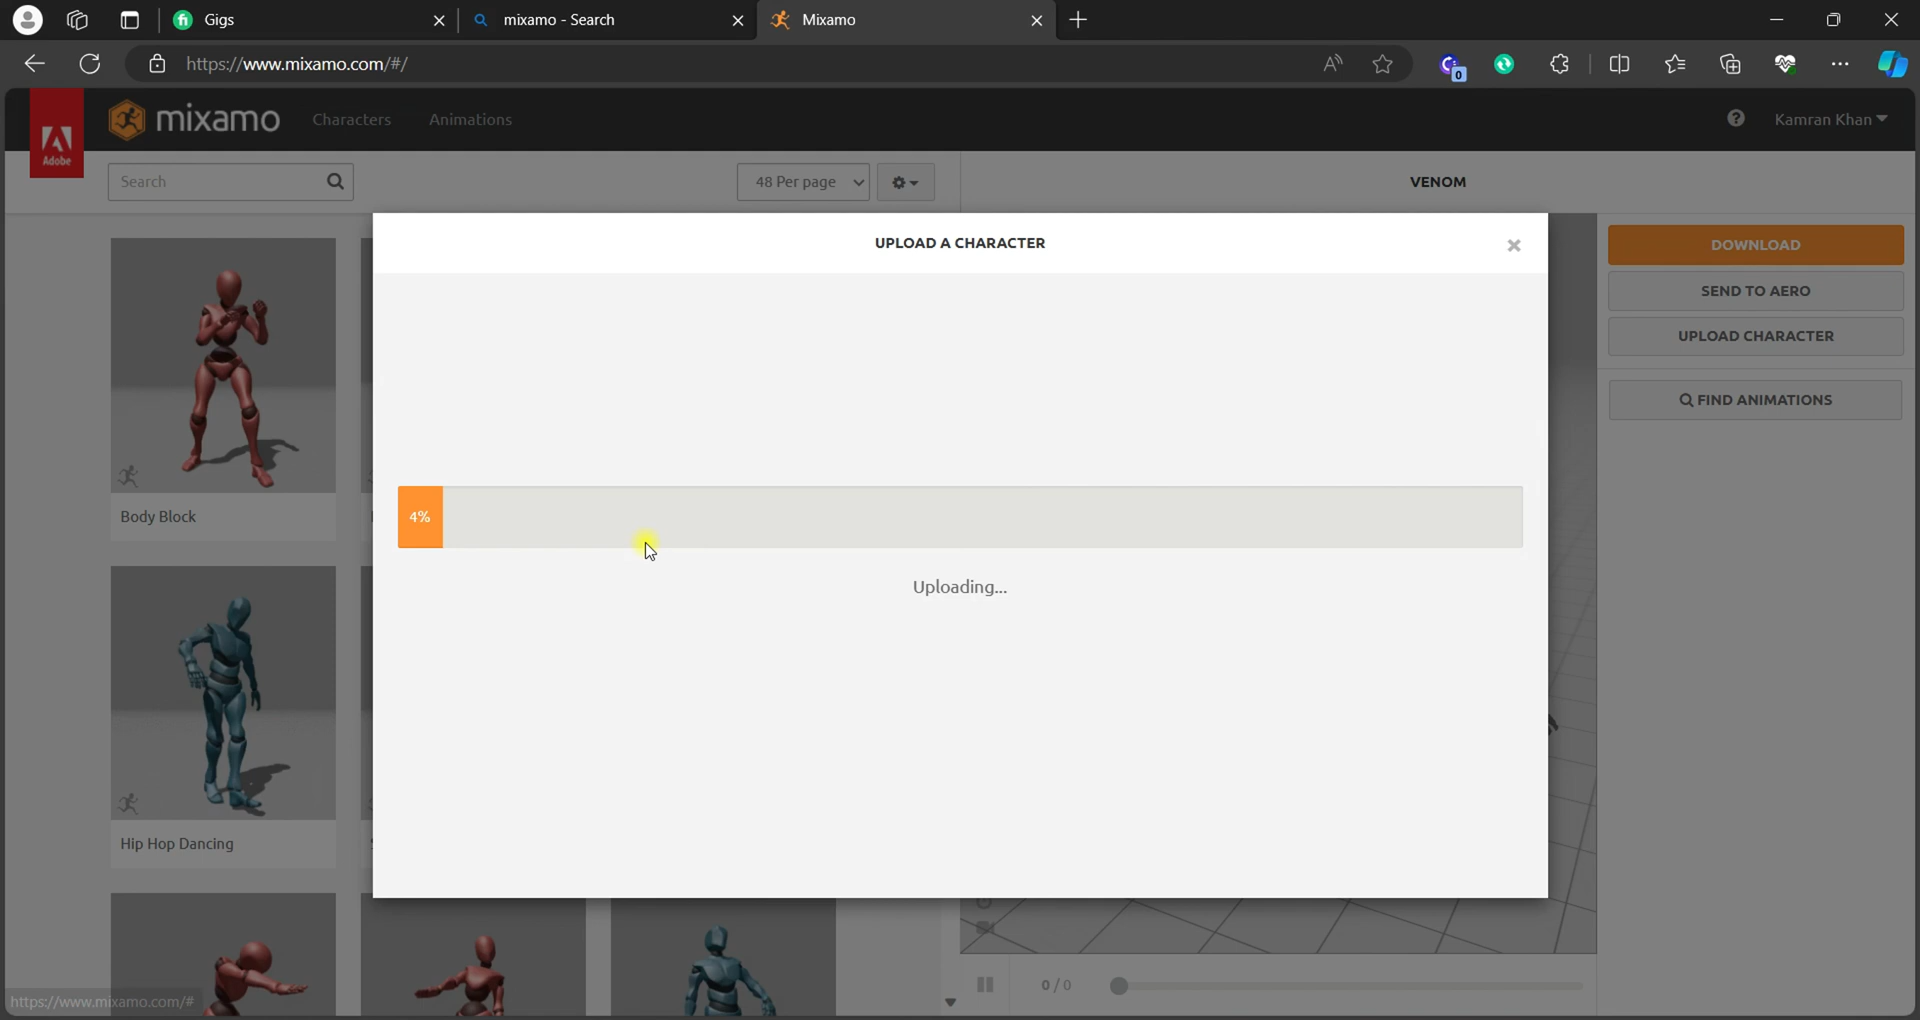 Gigs
mixamo - Search
Mixamo
https://www.mixamo.com/#/
0
Adobe
mixamo
Characters
Animations
Kamran Khan
Search
48 Per page
VENOM
UPLOAD A CHARACTER
DOWNLOAD
SEND TO AERO
UPLOAD CHARACTER
FIND ANIMATIONS
4%
Uploading...
Body Block
Hip Hop Dancing
0 / 0
https://www.mixamo.com/#